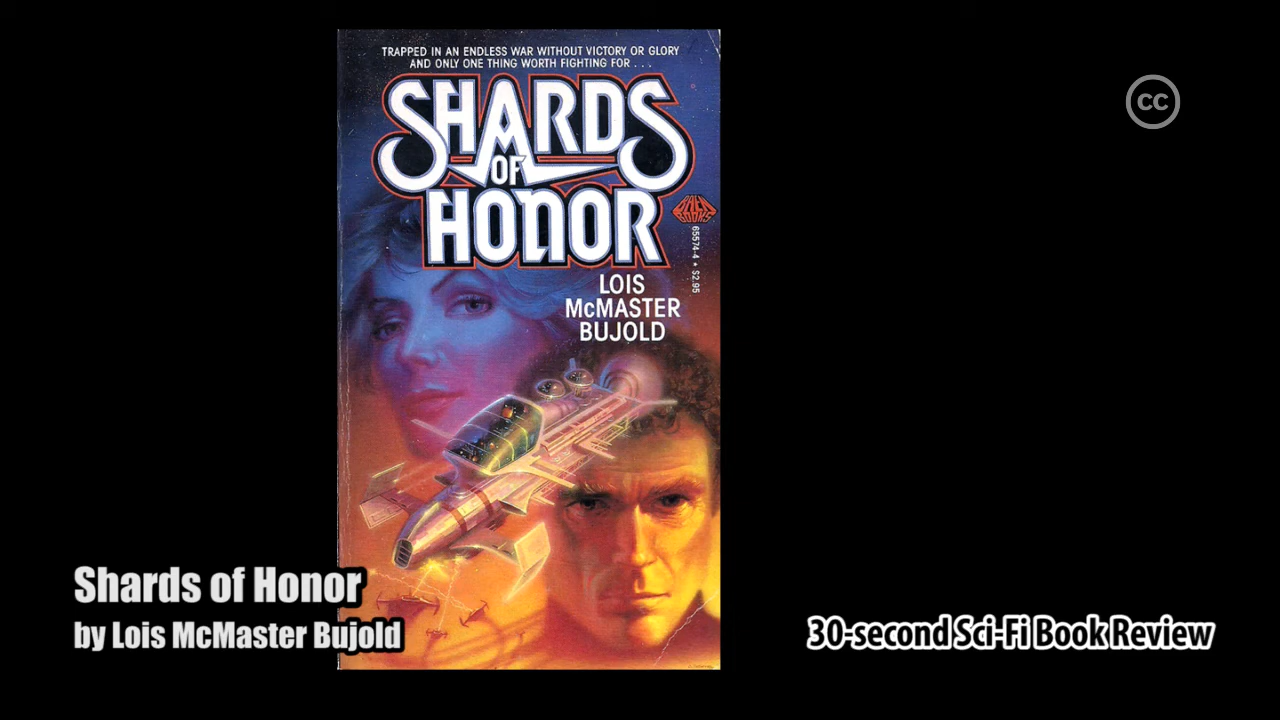 TRAPPED IN AN ENDLESS WAR WITHOUT VICTORY OR GLORY
AND ONLY ONE THING WORTH FIGHTING FOR . . .
SHARDS
OF
HONOR
BAEN
BOOKS
65574-4 • $2.95
LOIS
McMASTER
BUJOLD
cc
Shards of Honor
by Lois McMaster Bujold
30-second Sci-Fi Book Review